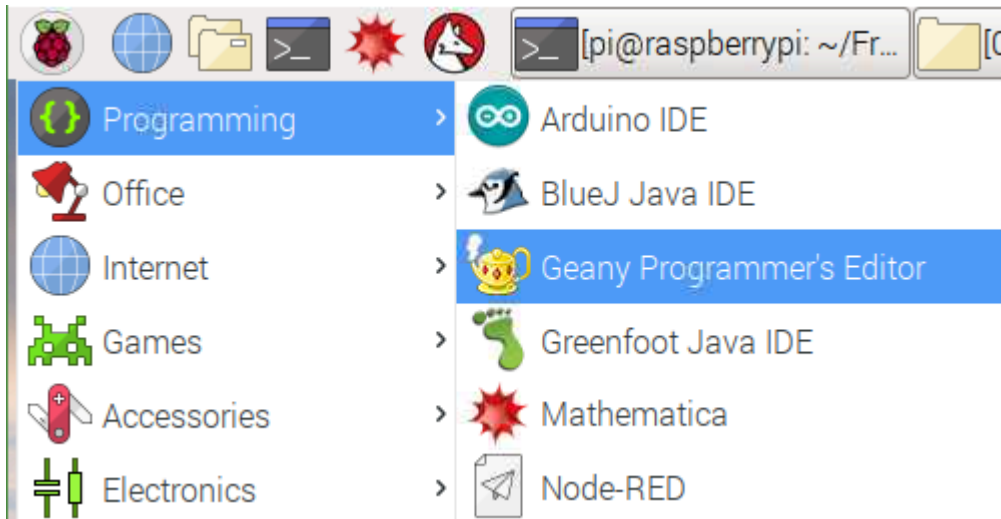 [pi@raspberrypi: ~/Fr...
Programming
Office
Internet
Games
Accessories
Electronics
Arduino IDE
BlueJ Java IDE
Geany Programmer's Editor
Greenfoot Java IDE
Mathematica
Node-RED